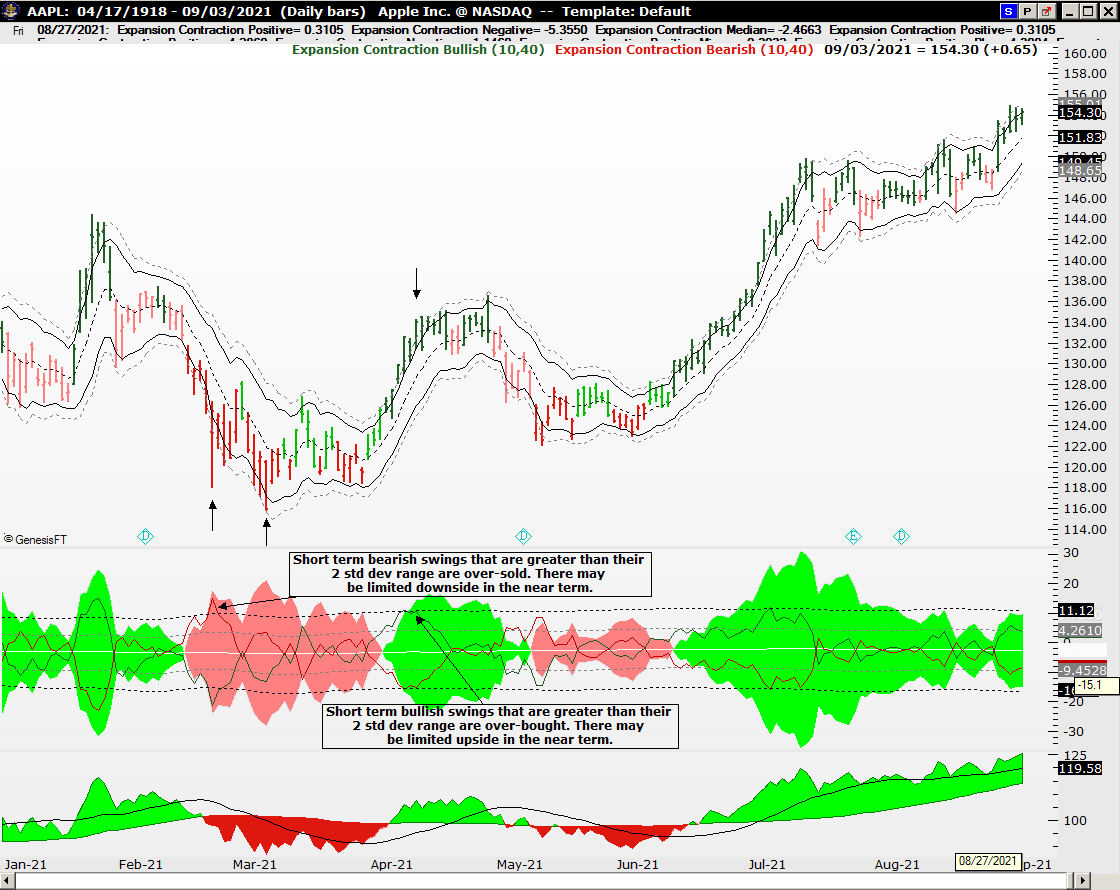 AAPL: 04/17/1918 - 09/03/2021 (Daily bars) Apple Inc. @ NASDAQ -- Template: Default
S P
Fri 08/27/2021: Expansion Contraction Positive= 0.3105 Expansion Contraction Negative= -5.3550 Expansion Contraction Median= -2.4663 Expansion Contraction Positive= 0.3105
Expansion Contraction Bullish (10,40) Expansion Contraction Bearish (10,40) 09/03/2021 = 154.30 (+0.65)
160.00
158.00
156.00
155.01
154.30
151.83
149.45
148.65
148.00
146.00
144.00
142.00
140.00
138.00
136.00
134.00
132.00
130.00
128.00
126.00
124.00
122.00
120.00
118.00
116.00
114.00
© GenesisFT
D D E D
Short term bearish swings that are greater than their
2 std dev range are over-sold. There may
be limited downside in the near term.
30
20
11.12
4.2610
0
-9.4528
-15.1
-20
-30
Short term bullish swings that are greater than their
2 std dev range are over-bought. There may
be limited upside in the near term.
125
119.58
100
Jan-21 Feb-21 Mar-21 Apr-21 May-21 Jun-21 Jul-21 Aug-21 08/27/2021 p-21